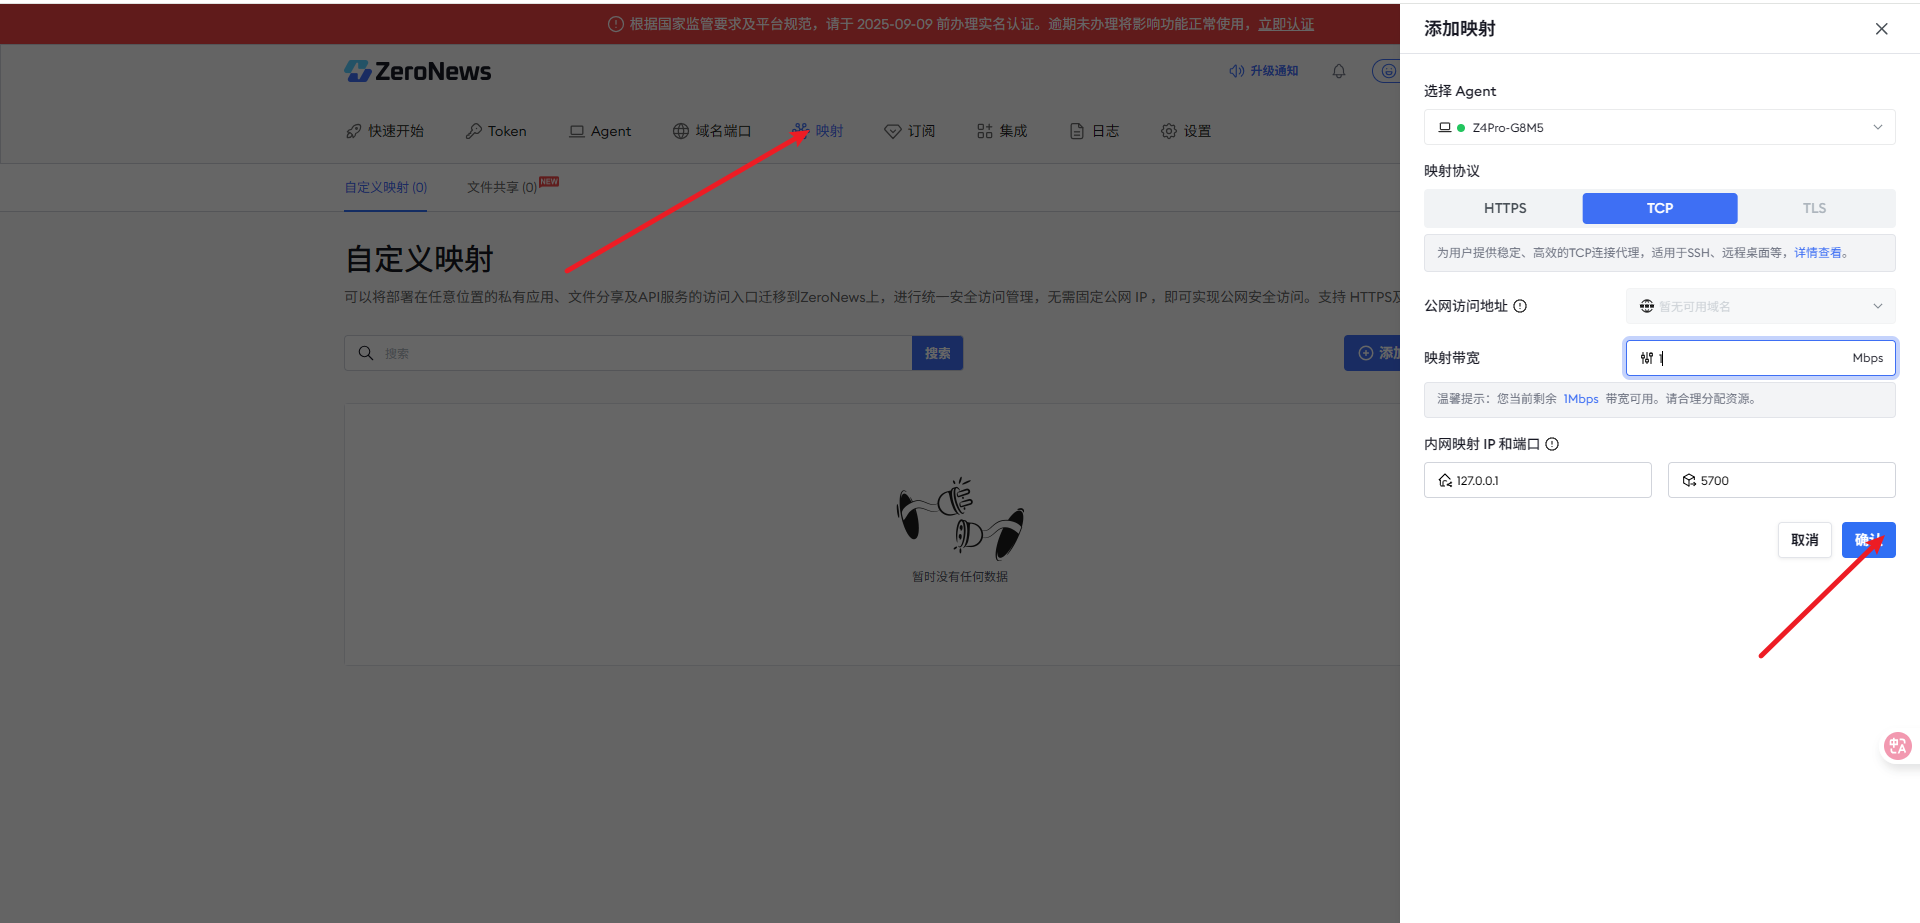 根据国家监管要求及平台规范，请于 2025-09-09 前办理实名认证。逾期未办理将影响功能正常使用，立即认证
ZeroNews
升级通知
快速开始
Token
Agent
域名端口
映射
订阅
集成
日志
设置
自定义映射 (0)
文件共享 (0)
NEW
自定义映射
可以将部署在任意位置的私有应用、文件分享及API服务的访问入口迁移到ZeroNews上，进行统一安全访问管理，无需固定公网 IP ，即可实现公网安全访问。支持 HTTPS及
搜索
搜索
添加
暂时没有任何数据
添加映射
选择 Agent
Z4Pro-G8M5
映射协议
HTTPS
TCP
TLS
为用户提供稳定、高效的TCP连接代理，适用于SSH、远程桌面等，详情查看。
公网访问地址
暂无可用域名
映射带宽
1
Mbps
温馨提示：您当前剩余 1Mbps 带宽可用。请合理分配资源。
内网映射 IP 和端口
127.0.0.1
5700
取消
确认